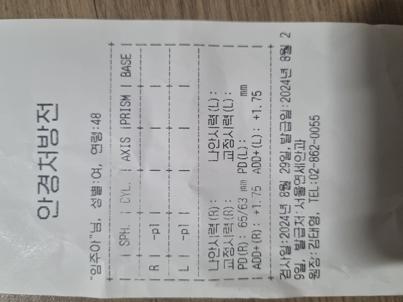 안경처방전
"임주아"님, 성별:여, 연령:48
| SPH. | CYL. | AXIS | PRISM | BASE
R | -pl | | | |
L | -pl | | | |
나안시력(R): 나안시력(L):
교정시력(R): 교정시력(L):
PD(R): 65/63 mm PD(L): mm
ADD+(R): +1.75 ADD+(L): +1.75
검사일:2024년 8월 29일,발급일:2024년 8월 2
9일, 발급처:서울연세안과
원장:김태영, TEL:02-862-0055